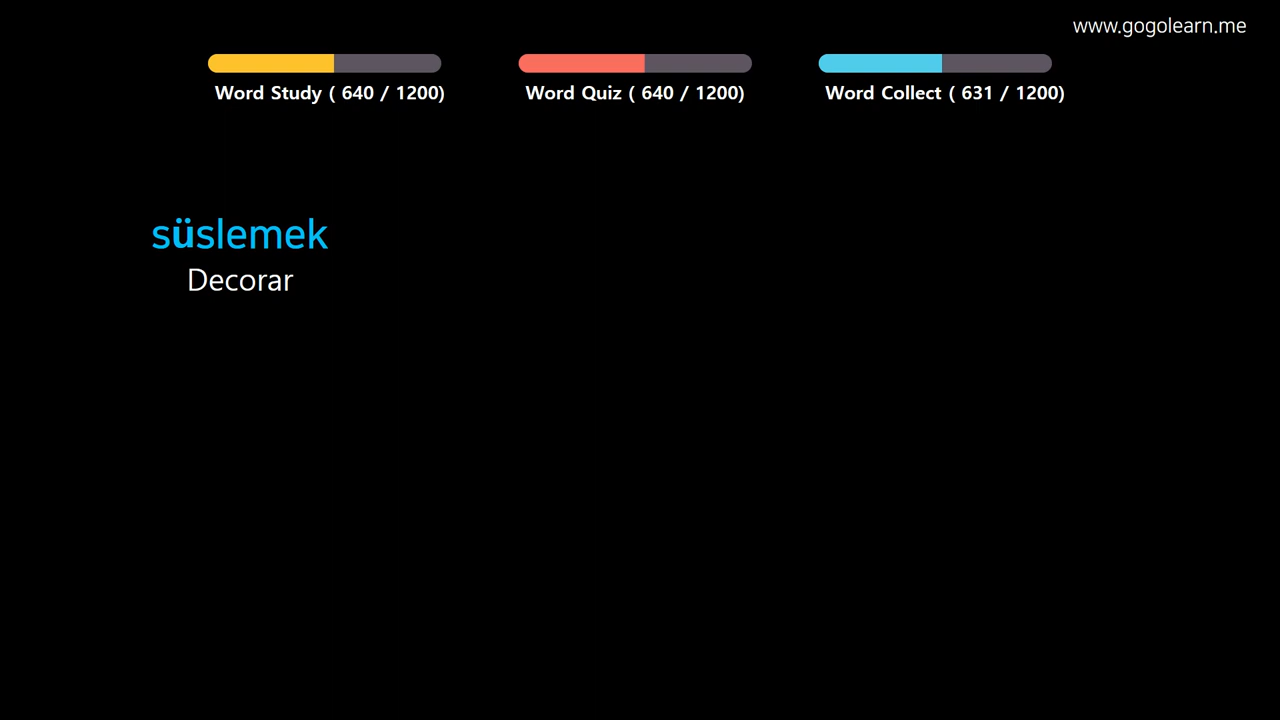 www.gogolearn.me
Word Study ( 640 / 1200)
Word Quiz ( 640 / 1200)
Word Collect ( 631 / 1200)
süslemek
Decorar